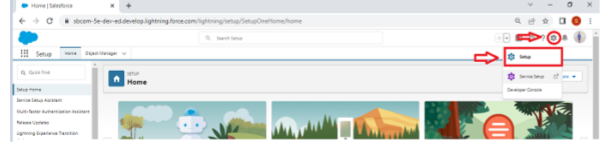 Home | Salesforce
sbcom-5e-dev-ed.develop.lightning.force.com/lightning/setup/SetupOneHome/home
Search Setup
Setup
Home
Object Manager
Setup
Service Setup
Developer Console
Quick Find
SETUP
Home
Setup Home
Service Setup Assistant
Multi-Factor Authentication Assistant
Release Updates
Lightning Experience Transition